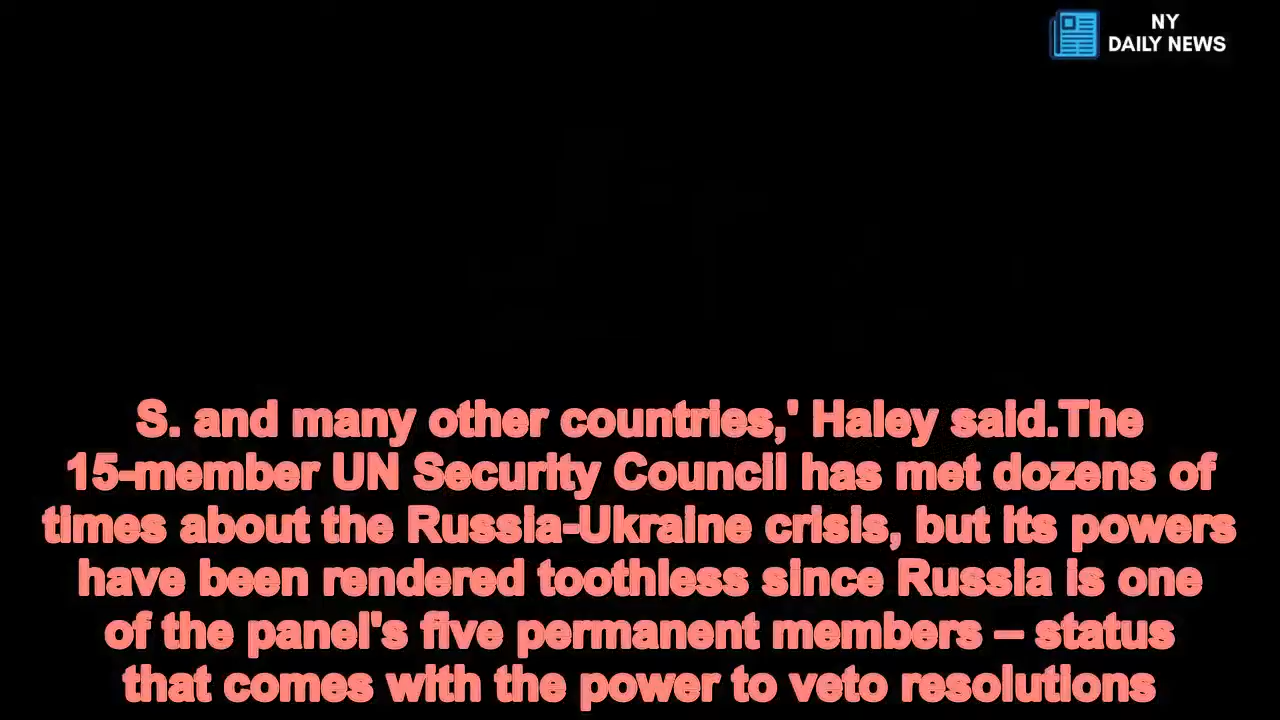 NY
DAILY NEWS
S. and many other countries,' Haley said.The
15-member UN Security Council has met dozens of
times about the Russia-Ukraine crisis, but its powers
have been rendered toothless since Russia is one
of the panel's five permanent members – status
that comes with the power to veto resolutions